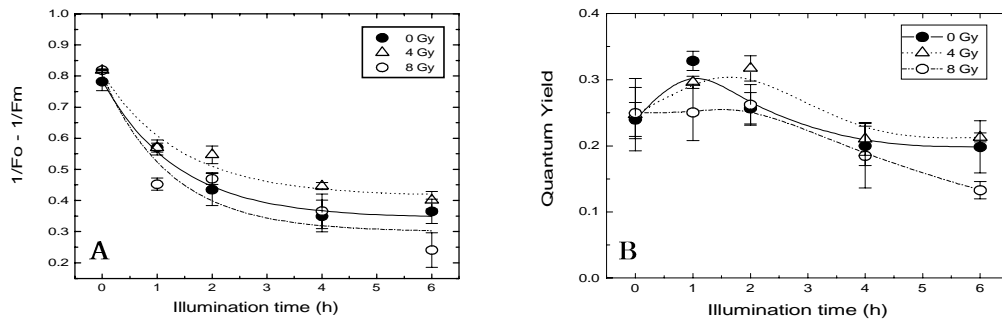 1.0
0.9
0.8
0.7
0.6
0.5
0.4
0.3
0.2
1/Fo - 1/Fm
0 Gy
4 Gy
8 Gy
A
0 1 2 3 4 5 6
Illumination time (h)
0.4
0.3
0.2
0.1
0.0
Quantum Yield
0 Gy
4 Gy
8 Gy
B
0 1 2 3 4 5 6
Illumination time (h)